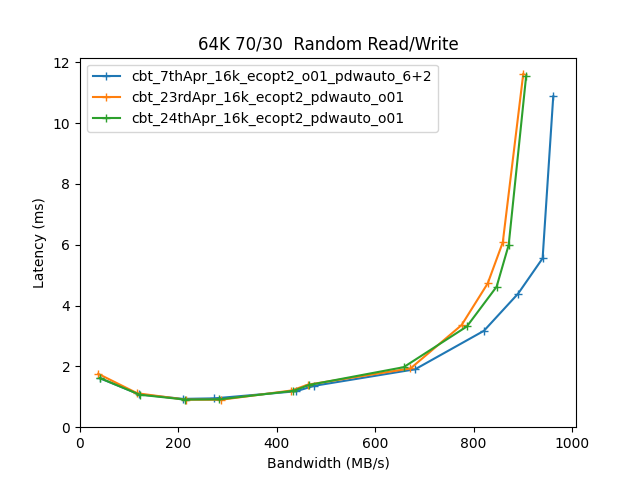 64K 70/30  Random Read/Write
cbt_7thApr_16k_ecopt2_o01_pdwauto_6+2
cbt_23rdApr_16k_ecopt2_pdwauto_o01
cbt_24thApr_16k_ecopt2_pdwauto_o01
12
10
8
6
4
2
0
Latency (ms)
0 200 400 600 800 1000
Bandwidth (MB/s)